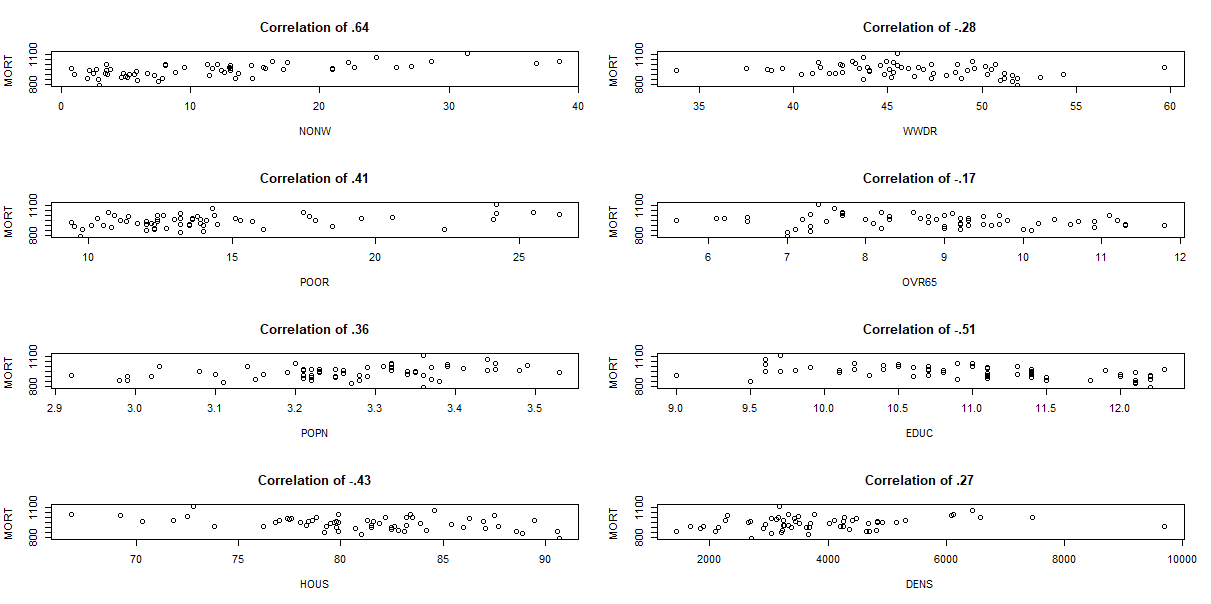 Correlation of .64
MORT
800 1100
0 10 20 30 40
NONW
Correlation of -.28
MORT
800 1100
35 40 45 50 55 60
WWDR
Correlation of .41
MORT
800 1100
10 15 20 25
POOR
Correlation of -.17
MORT
800 1100
6 7 8 9 10 11 12
OVR65
Correlation of .36
MORT
800 1100
2.9 3.0 3.1 3.2 3.3 3.4 3.5
POPN
Correlation of -.51
MORT
800 1100
9.0 9.5 10.0 10.5 11.0 11.5 12.0
EDUC
Correlation of -.43
MORT
800 1100
70 75 80 85 90
HOUS
Correlation of .27
MORT
800 1100
2000 4000 6000 8000 10000
DENS